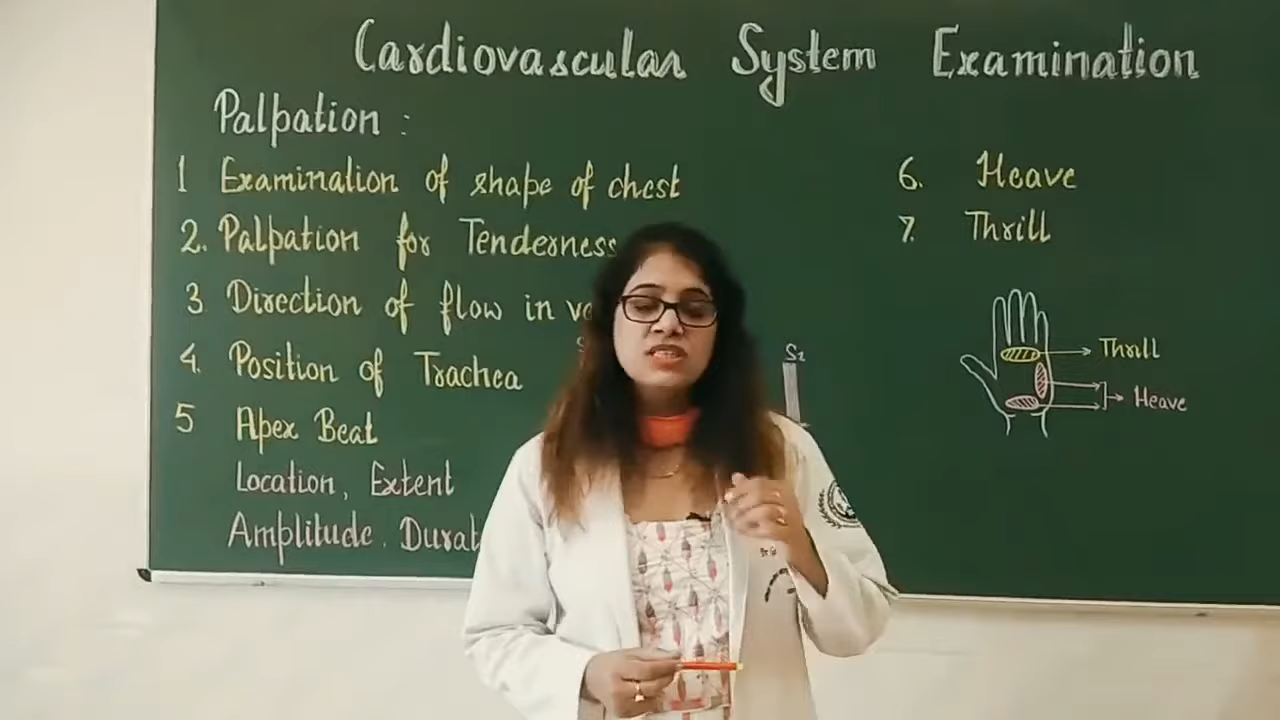 Cardiovascular System Examination
Palpation :
1 Examination of shape of chest
2. Palpation for Tenderness
3 Direction of flow in
4. Position of Trachea
5 Apex Beat
Location, Extent
Amplitude.
6. Heave
7. Thrill
S2
Thrill
Heave